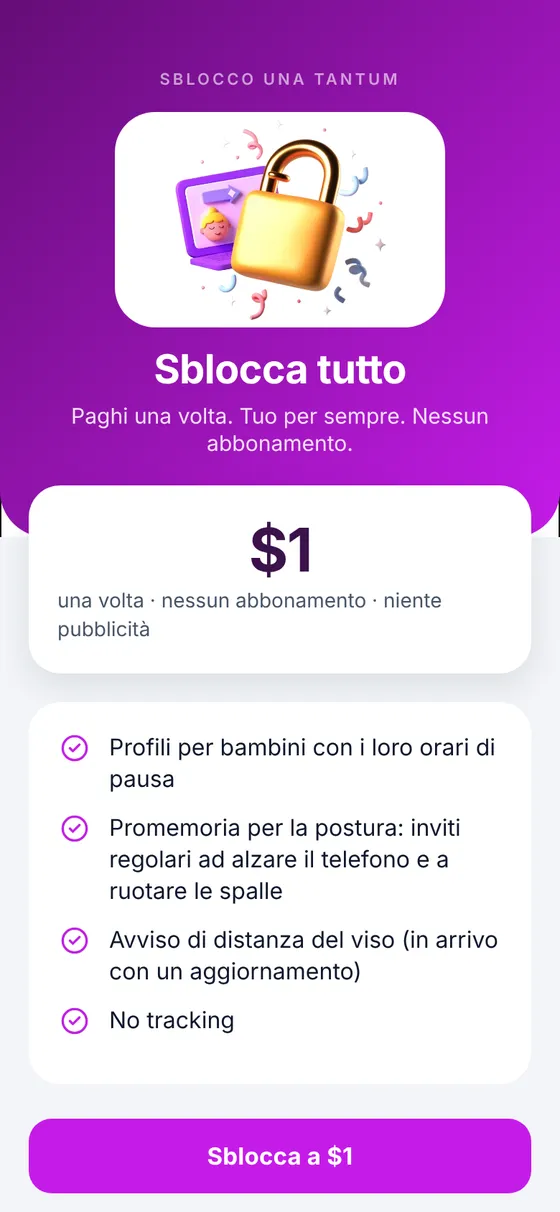 SBLOCCO UNA TANTUM
Sblocca tutto
Paghi una volta. Tuo per sempre. Nessun
abbonamento.
$1
una volta · nessun abbonamento · niente
pubblicità
Profili per bambini con i loro orari di
pausa
Promemoria per la postura: inviti
regolari ad alzare il telefono e a
ruotare le spalle
Avviso di distanza del viso (in arrivo
con un aggiornamento)
No tracking
Sblocca a $1